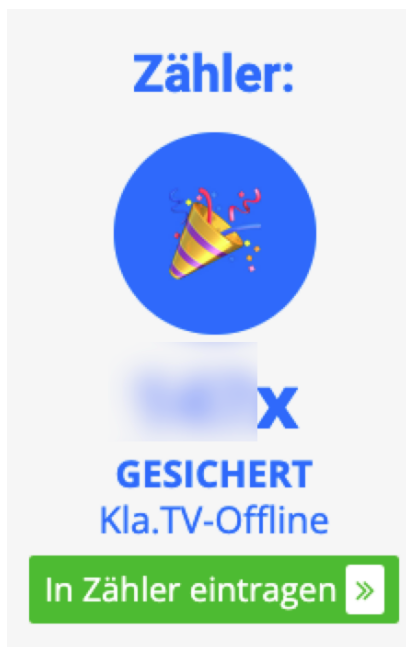 Zähler:
x
GESICHERT
Kla.TV-Offline
In Zähler eintragen »